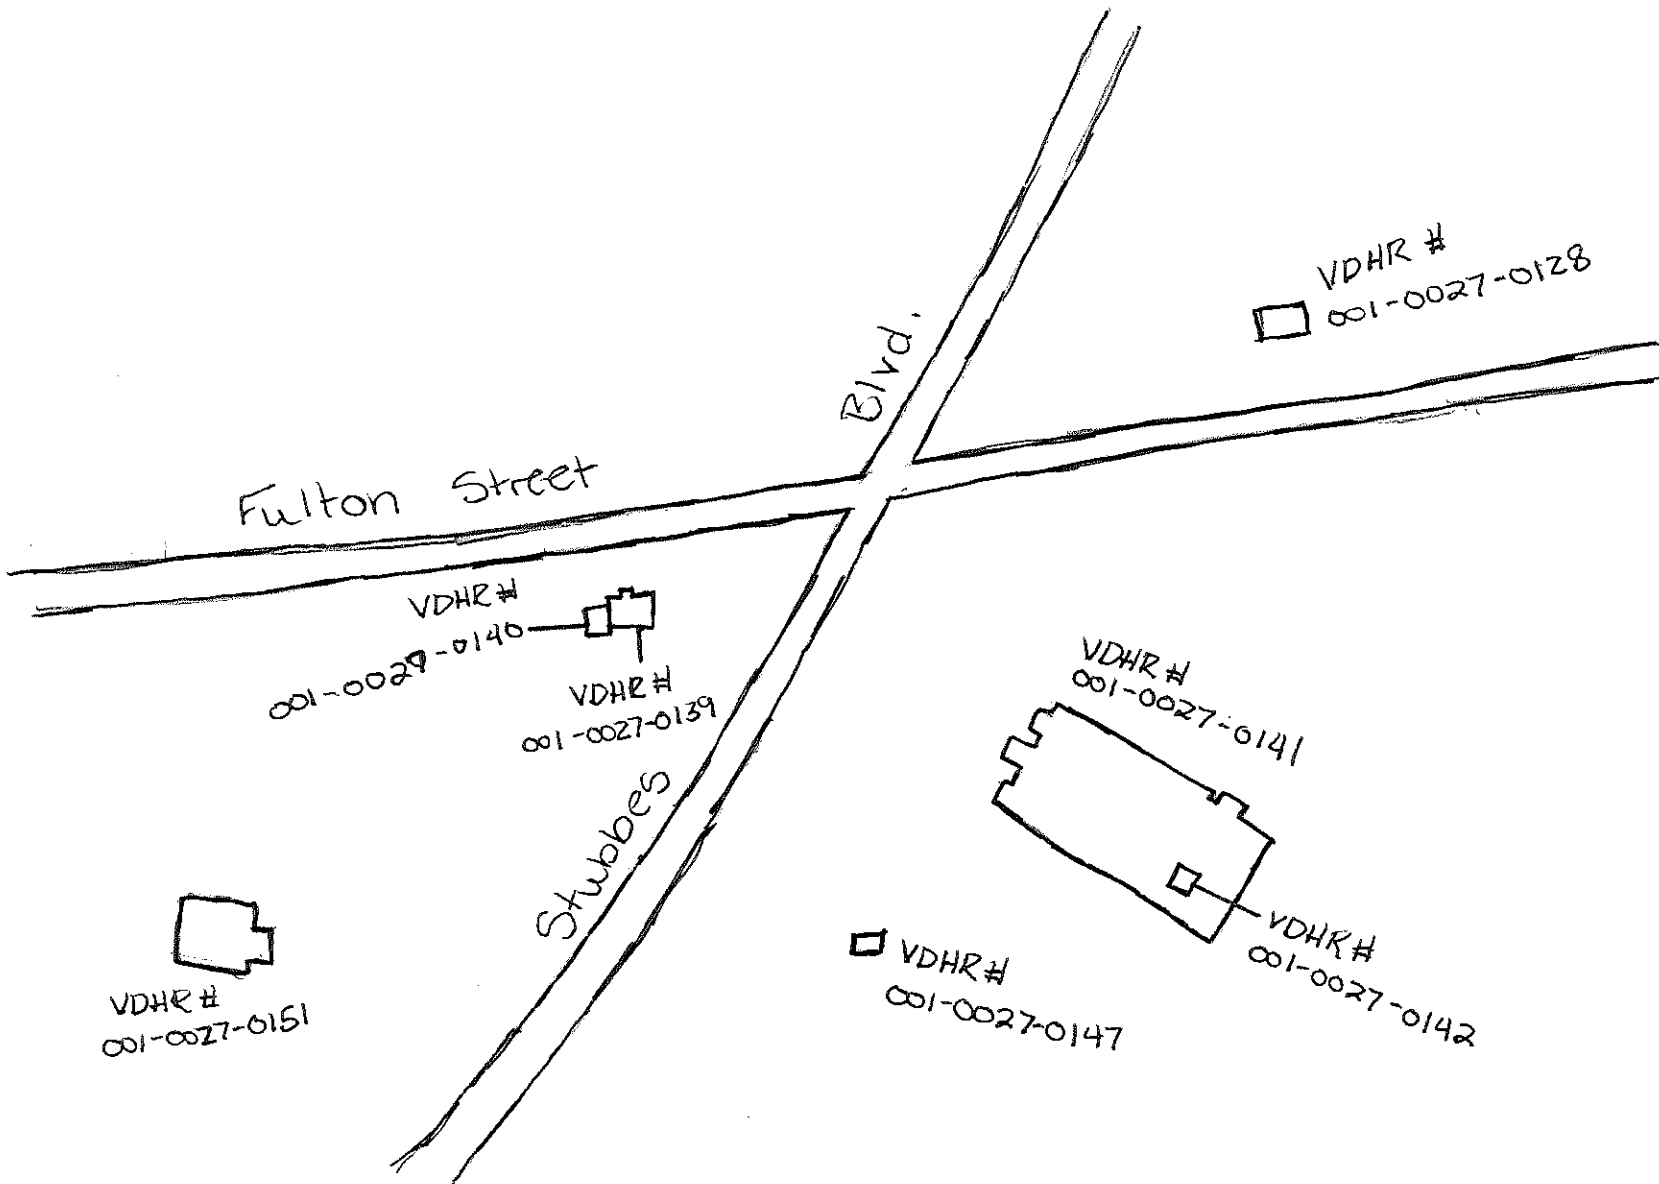 Blvd.
VDHR #
001-0027-0128
Fulton Street
VDHR #
001-0027-0140
VDHR #
001-0027-0139
VDHR #
001-0027-0141
Stubbes
VDHR #
001-0027-0142
VDHR #
001-0027-0147
VDHR #
001-0027-0151